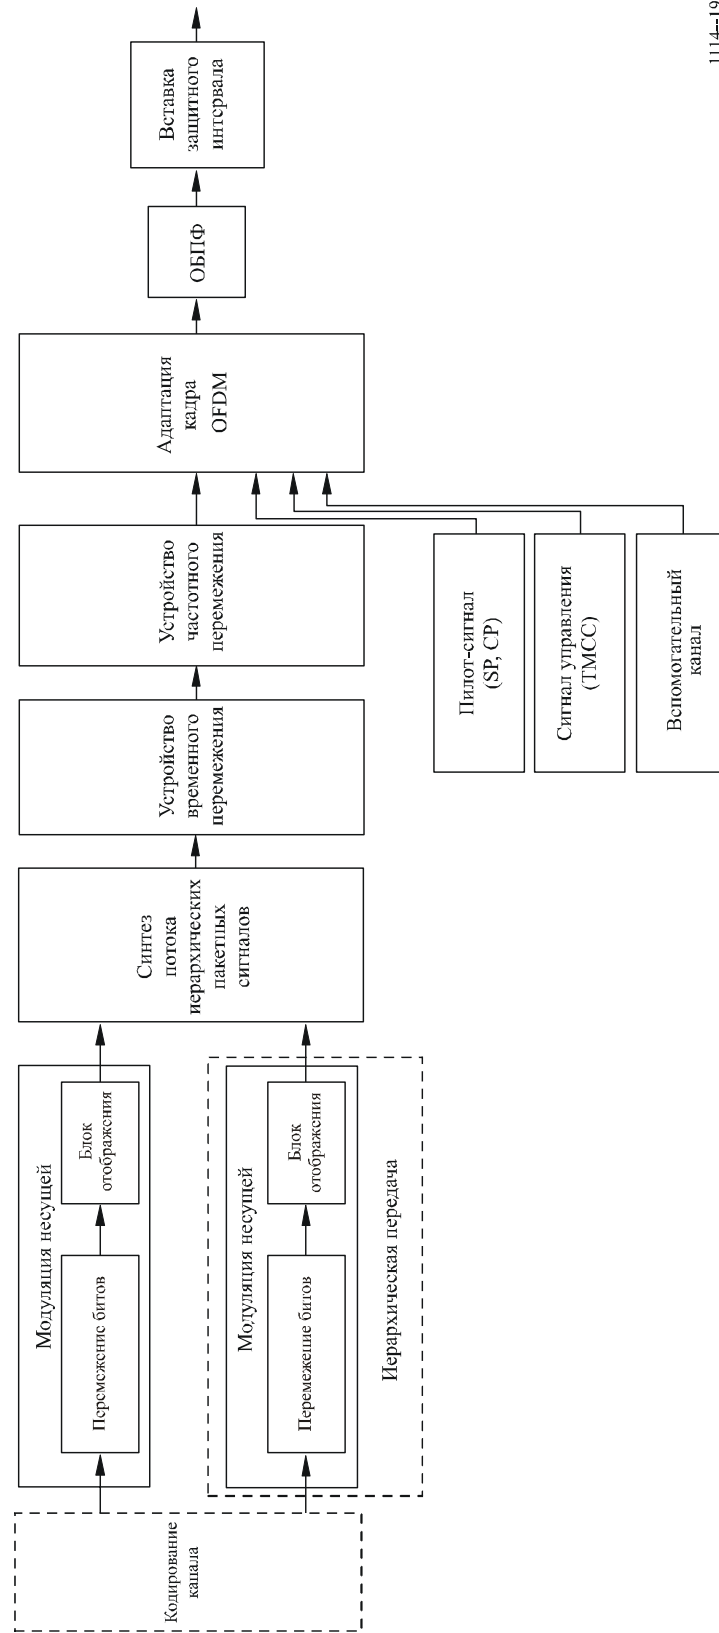 Кодирование
канала
Модуляция несущей
Перемежение битов
Блок
отображения
Модуляция несущей
Перемежение битов
Блок
отображения
Иерархическая передача
Синтез
потока
иерархических
пакетных
сигналов
Устройство
временного
перемежения
Устройство
частотного
перемежения
Адаптация
кадра
OFDM
ОБПФ
Вставка
защитного
интервала
Пилот-сигнал
(SP, CP)
Сигнал управления
(TMCC)
Вспомогательный
канал
1114–19